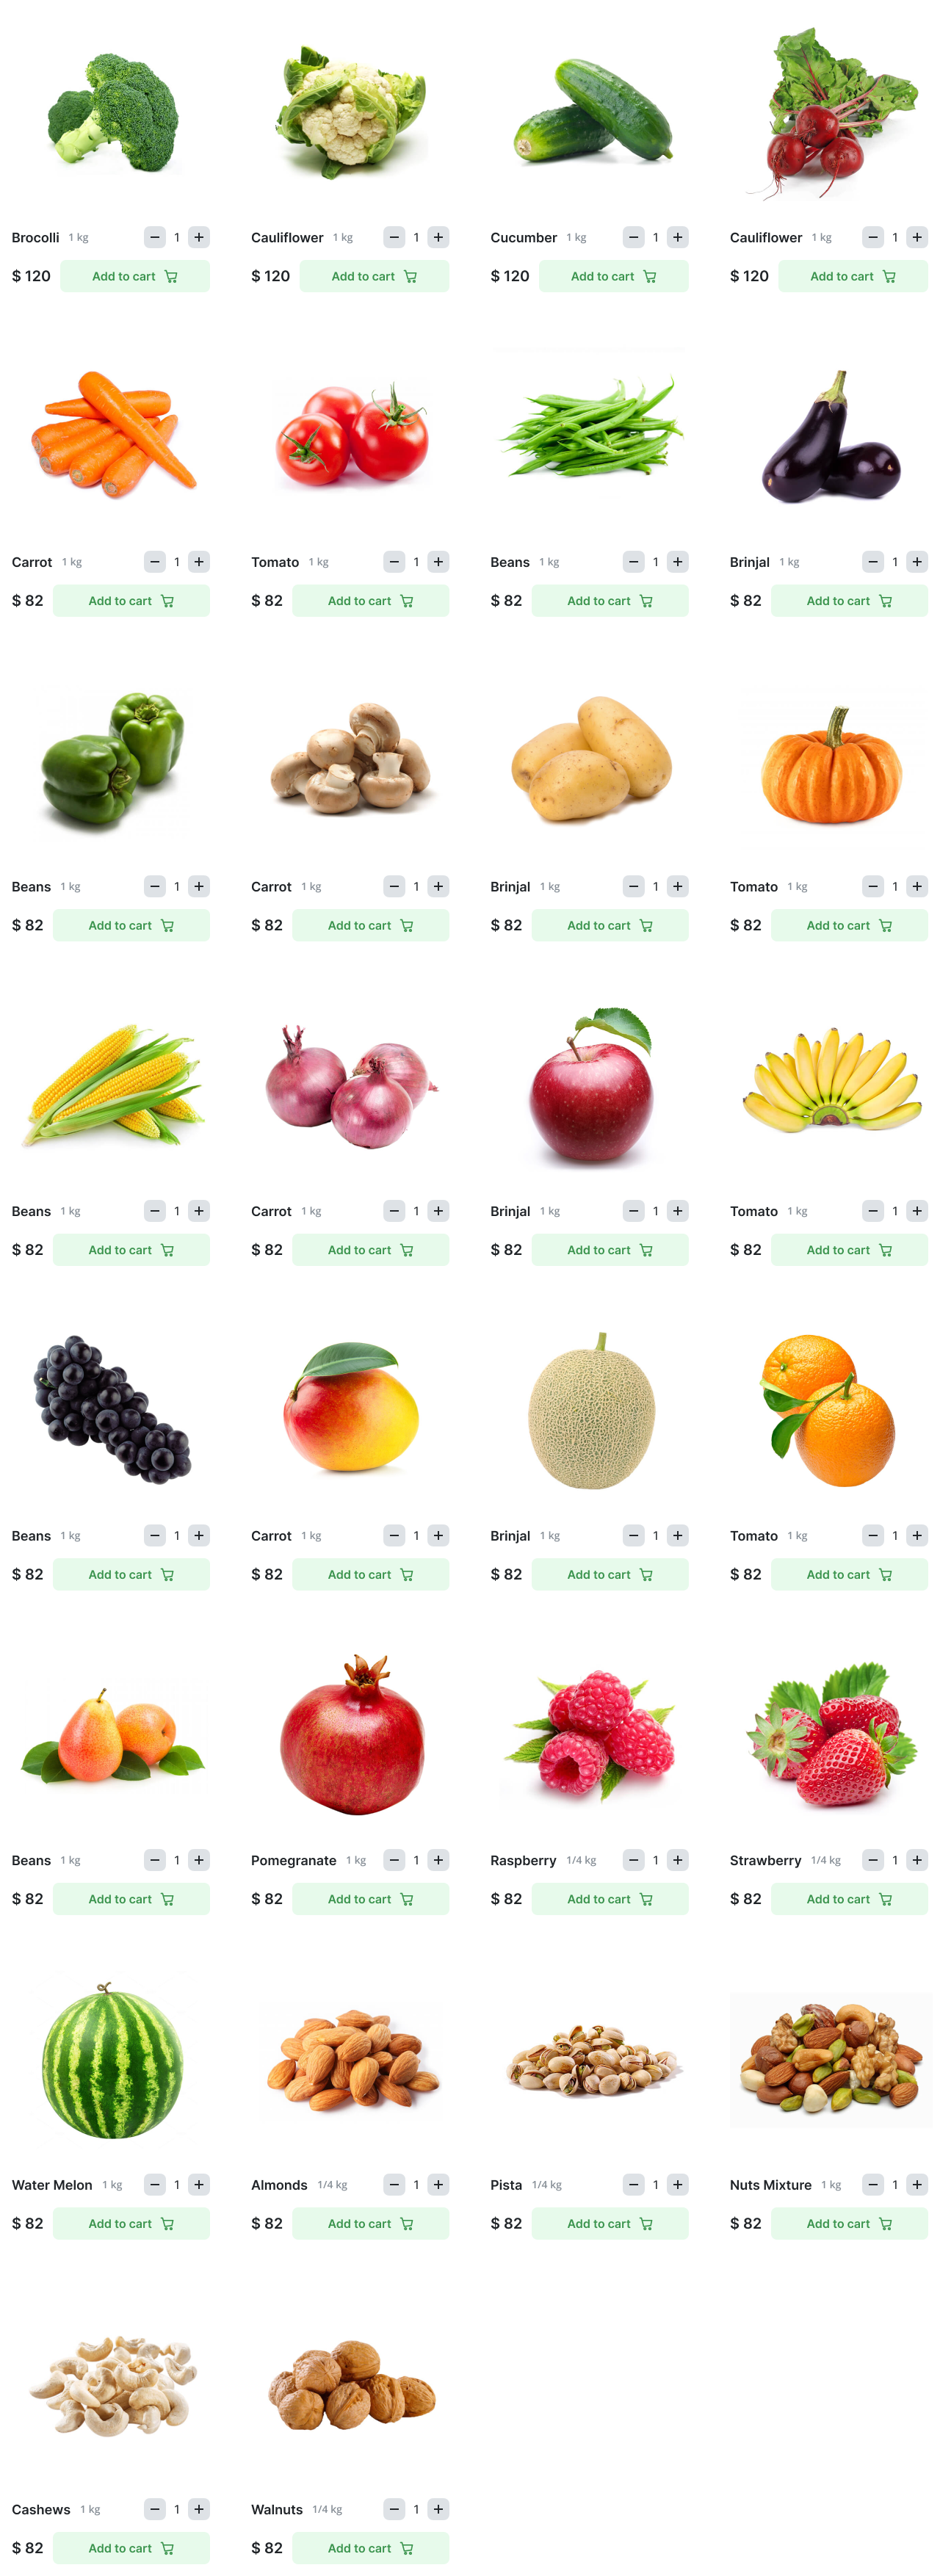 Brocolli 1 kg 1
$ 120 Add to cart
Cauliflower 1 kg 1
$ 120 Add to cart
Cucumber 1 kg 1
$ 120 Add to cart
Cauliflower 1 kg 1
$ 120 Add to cart
Carrot 1 kg 1
$ 82 Add to cart
Tomato 1 kg 1
$ 82 Add to cart
Beans 1 kg 1
$ 82 Add to cart
Brinjal 1 kg 1
$ 82 Add to cart
Beans 1 kg 1
$ 82 Add to cart
Carrot 1 kg 1
$ 82 Add to cart
Brinjal 1 kg 1
$ 82 Add to cart
Tomato 1 kg 1
$ 82 Add to cart
Beans 1 kg 1
$ 82 Add to cart
Carrot 1 kg 1
$ 82 Add to cart
Brinjal 1 kg 1
$ 82 Add to cart
Tomato 1 kg 1
$ 82 Add to cart
Beans 1 kg 1
$ 82 Add to cart
Carrot 1 kg 1
$ 82 Add to cart
Brinjal 1 kg 1
$ 82 Add to cart
Tomato 1 kg 1
$ 82 Add to cart
Beans 1 kg 1
$ 82 Add to cart
Pomegranate 1 kg 1
$ 82 Add to cart
Raspberry 1/4 kg 1
$ 82 Add to cart
Strawberry 1/4 kg 1
$ 82 Add to cart
Water Melon 1 kg 1
$ 82 Add to cart
Almonds 1/4 kg 1
$ 82 Add to cart
Pista 1/4 kg 1
$ 82 Add to cart
Nuts Mixture 1 kg 1
$ 82 Add to cart
Cashews 1 kg 1
$ 82 Add to cart
Walnuts 1/4 kg 1
$ 82 Add to cart